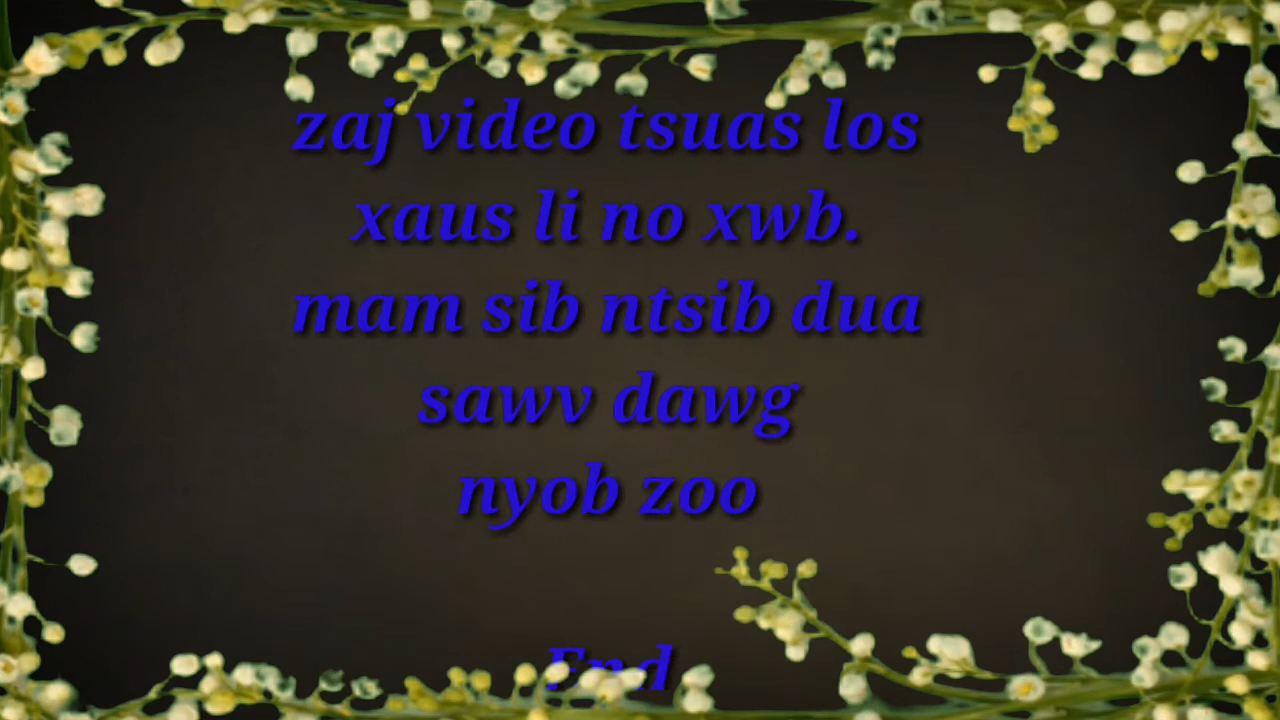 zaj video tsuas los
xaus li no xwb.
mam sib ntsib dua
sawv dawg
nyob zoo
End